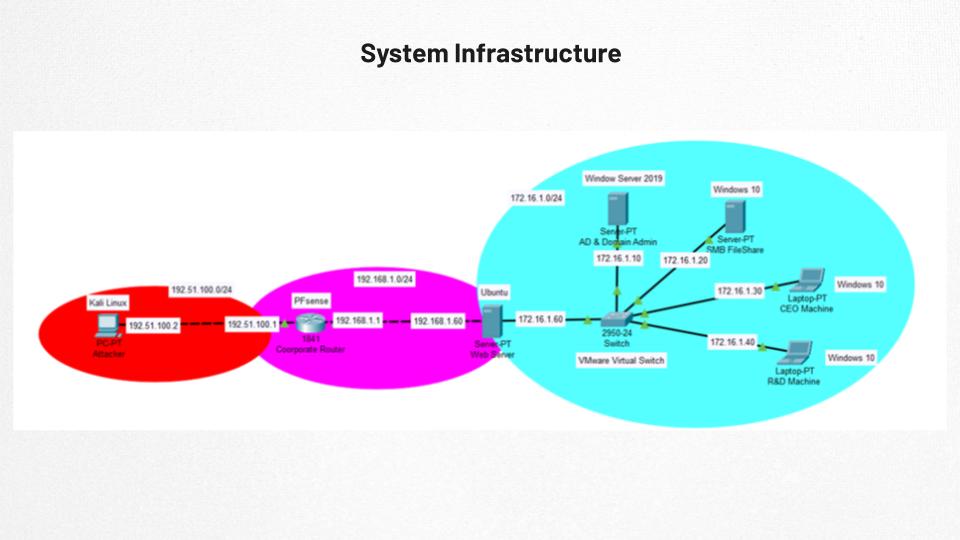 System Infrastructure
Window Server 2019
Windows 10
172.16.1.0/24
Server-PT
AD & Domain Admin
Server-PT
SMB FileShare
172.16.1.10
172.16.1.20
192.168.1.0/24
192.51.100.0/24
Kali Linux
PFsense
Ubuntu
172.16.1.30
Windows 10
Laptop-PT
CEO Machine
192.51.100.2
192.51.100.1
192.168.1.1
192.168.1.60
172.16.1.60
PC-PT
Attacher
1841
Coorporate Router
Server-PT
Web Server
2950-24
Switch
172.16.1.40
VMware Virtual Switch
Windows 10
Laptop-PT
R&D Machine